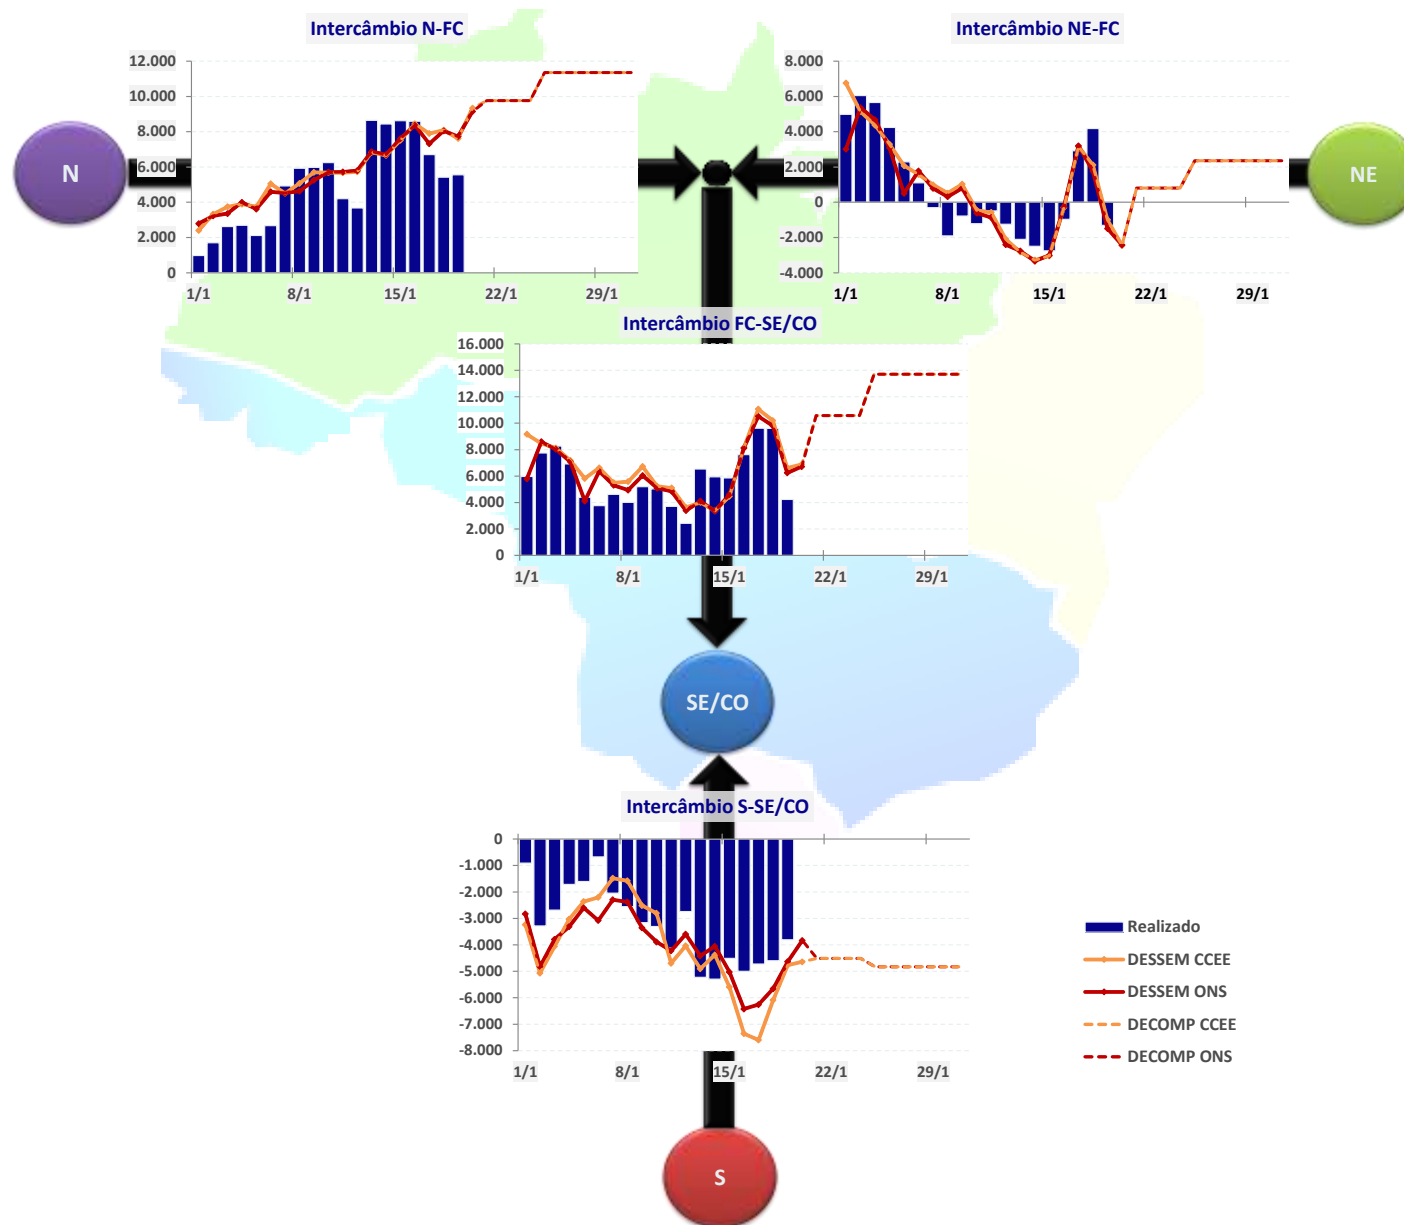 Intercâmbio N-FC
12.000
10.000
8.000
6.000
4.000
2.000
0
1/1 8/1 15/1 22/1 29/1
Intercâmbio NE-FC
8.000
6.000
4.000
2.000
0
-2.000
-4.000
1/1 8/1 15/1 22/1 29/1
N
NE
Intercâmbio FC-SE/CO
16.000
14.000
12.000
10.000
8.000
6.000
4.000
2.000
0
1/1 8/1 15/1 22/1 29/1
SE/CO
Intercâmbio S-SE/CO
0
-1.000
-2.000
-3.000
-4.000
-5.000
-6.000
-7.000
-8.000
1/1 8/1 15/1 22/1 29/1
Realizado
DESSEM CCEE
DESSEM ONS
DECOMP CCEE
DECOMP ONS
S